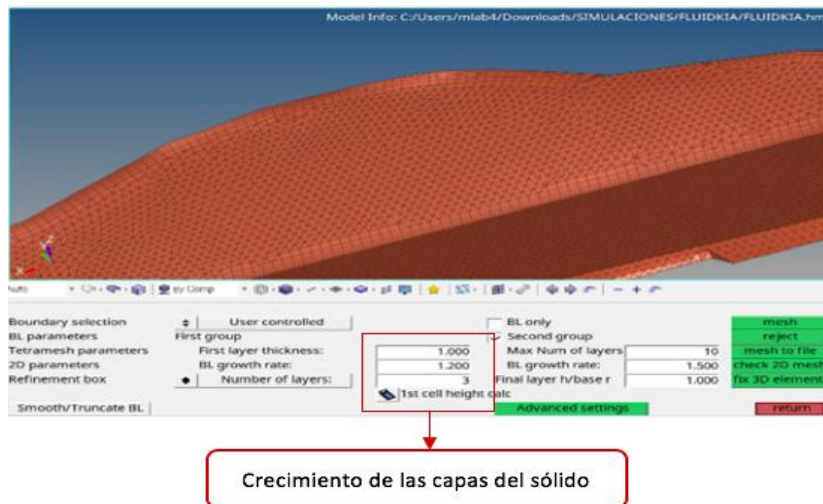 Model Info: C:/Users/mlab4/Downloads/SIMULACIONES/FLUIDKIA/FLUIDKIA.hm
Auto By Comp
Boundary selection User controlled BL only mesh
BL parameters First group Second group reject
Tetramesh parameters First layer thickness: 1.000 Max Num of layers 10 mesh to file
2D parameters BL growth rate: 1.200 BL growth rate: 1.500 check 2D mesh
Refinement box Number of layers: 3 Final layer h/base r 1.000 fix 3D element
1st cell height calc
Smooth/Truncate BL Advanced settings return
Crecimiento de las capas del sólido